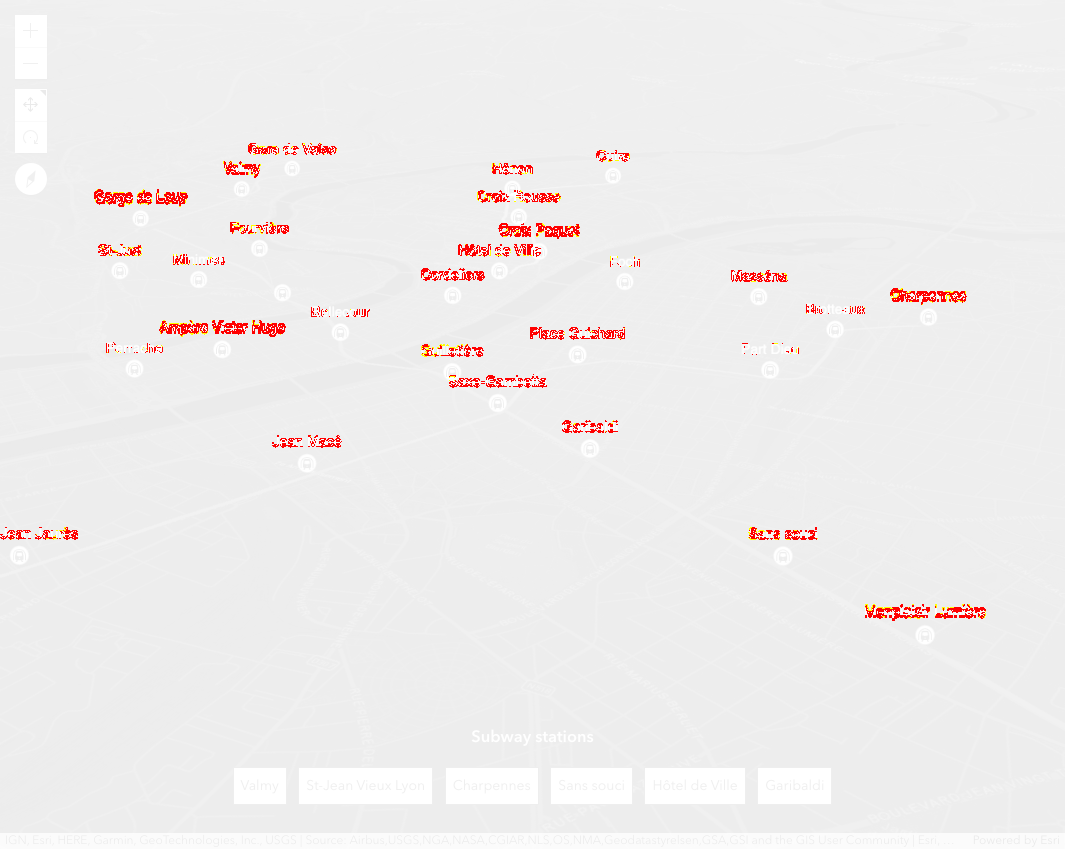 Gare de Vaise
Valmy
Hénon
Cuire
Gorge de Loup
Croix-Rousse
Fourvière
Croix Paquet
St-Just
Hôtel de Ville
Minimes
Foch
Cordeliers
Masséna
Charpennes
Bellecour
Brotteaux
Ampère Victor Hugo
Place Guichard
Perrache
Guillotière
Part Dieu
Saxe-Gambetta
Garibaldi
Jean Macé
Jean Jaurès
Sans souci
Monplaisir Lumière
Subway stations
Valmy
St-Jean Vieux Lyon
Charpennes
Sans souci
Hôtel de Ville
Garibaldi
IGN, Esri, HERE, Garmin, GeoTechnologies, Inc., USGS | Source: Airbus,USGS,NGA,NASA,CGIAR,NLS,OS,NMA,Geodatastyrelsen,GSA,GSI and the GIS User Community | Esri, Powered by Esri